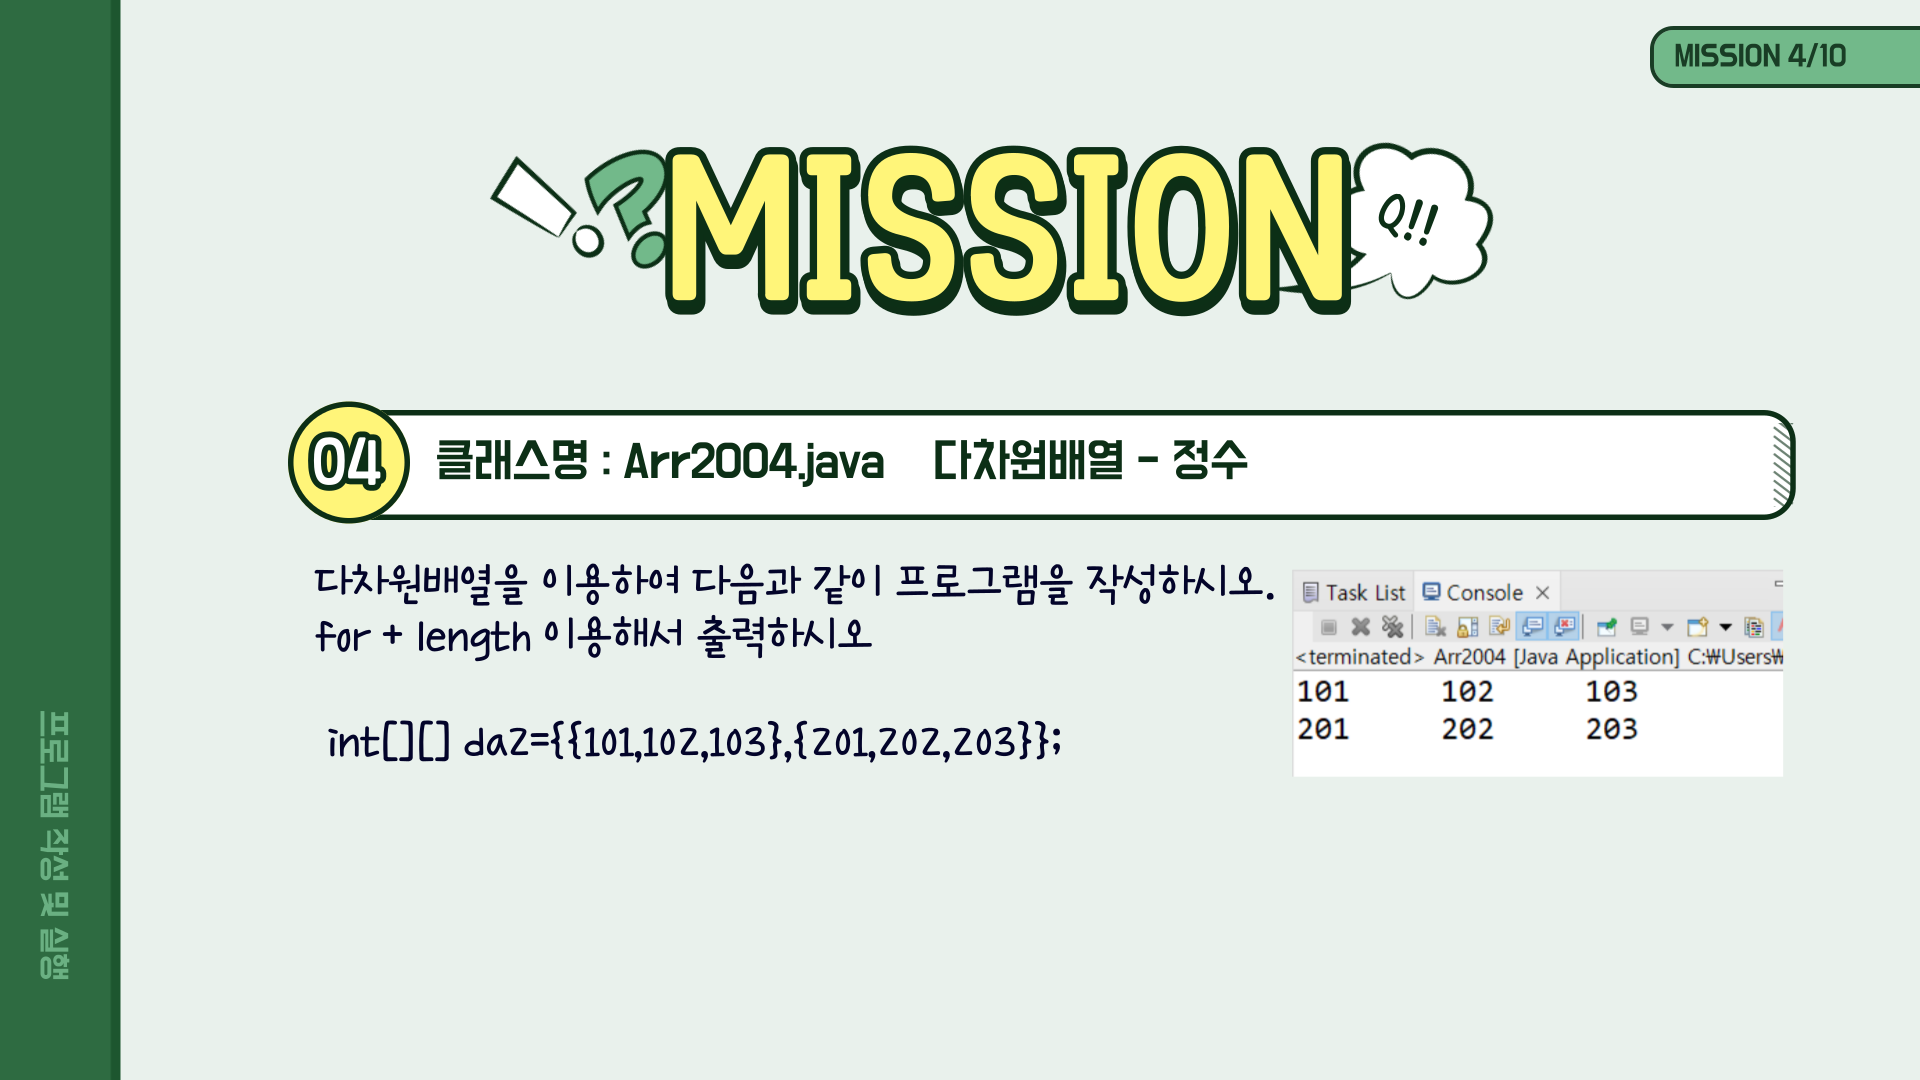 MISSION 4/10
MISSION
Q!!
04
클래스명 : Arr2004.java 다차원배열 - 정수
다차원배열을 이용하여 다음과 같이 프로그램을 작성하시오.
for + length 이용해서 출력하시오
int[][] da2={{101,102,103},{201,202,203}};
Task List Console
<terminated> Arr2004 [Java Application] C:₩Users₩
101 102 103
201 202 203
프로그램 작성 및 실행